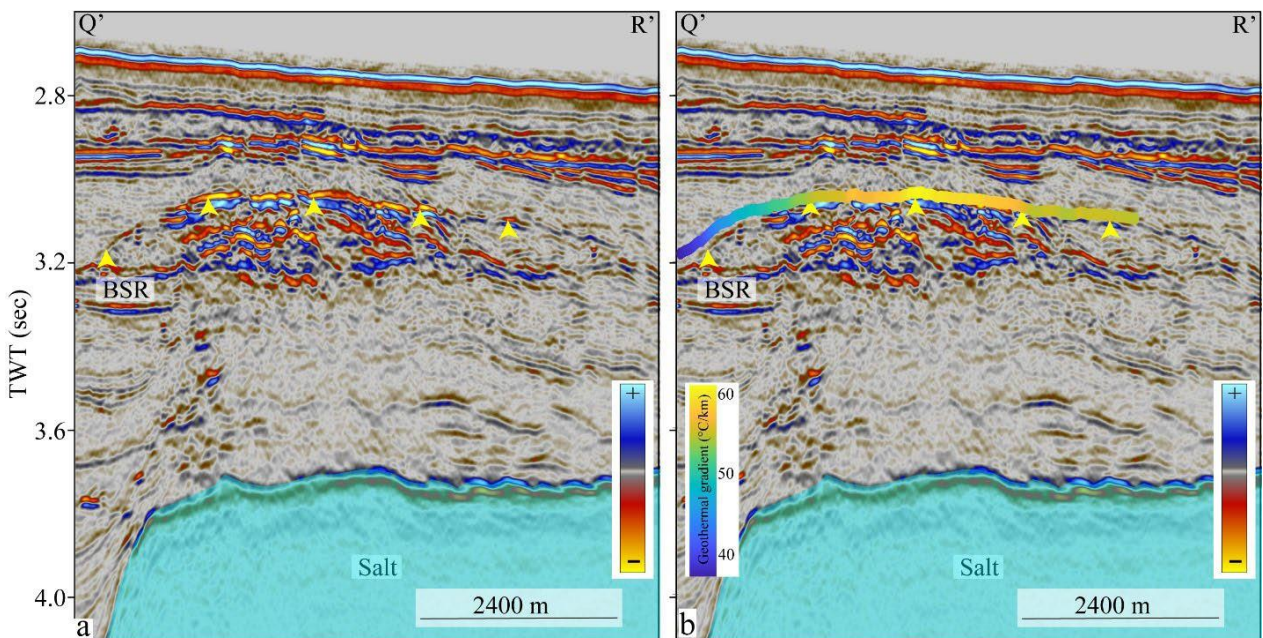 Q’
R’
Q’
R’
TWT (sec)
2.8
3.2
3.6
4.0
BSR
BSR
+
–
+
–
60
50
40
Geothermal gradient (°C/km)
Salt
Salt
2400 m
2400 m
a
b